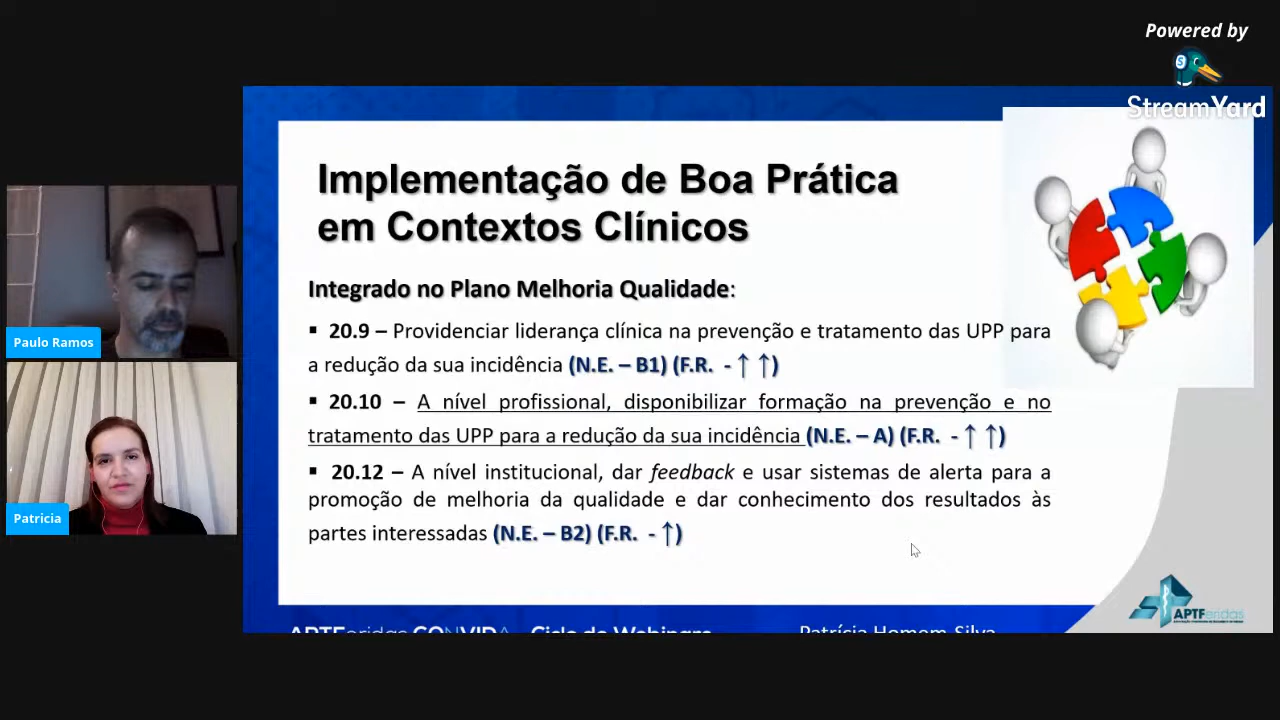 Powered by
StreamYard
Implementação de Boa Prática
em Contextos Clínicos
Integrado no Plano Melhoria Qualidade:
▪ 20.9 – Providenciar liderança clínica na prevenção e tratamento das UPP para
a redução da sua incidência (N.E. – B1) (F.R. - ↑ ↑)
▪ 20.10 – A nível profissional, disponibilizar formação na prevenção e no
tratamento das UPP para a redução da sua incidência (N.E. – A) (F.R. - ↑ ↑)
▪ 20.12 – A nível institucional, dar feedback e usar sistemas de alerta para a
promoção de melhoria da qualidade e dar conhecimento dos resultados às
partes interessadas (N.E. – B2) (F.R. - ↑)
Paulo Ramos
Patricia
APTFeridas
APTFeridas CONVIDA Ciclo de Webinars
Patrícia Homem-Silva